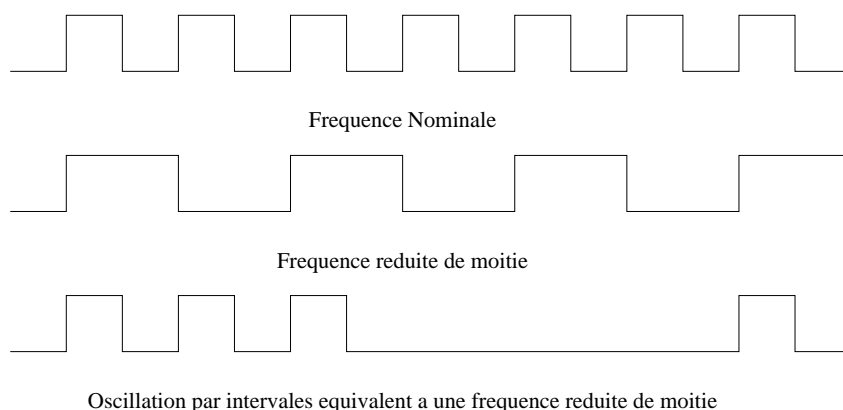 Frequence Nominale
Frequence reduite de moitie
Oscillation par intervales equivalent a une frequence reduite de moitie